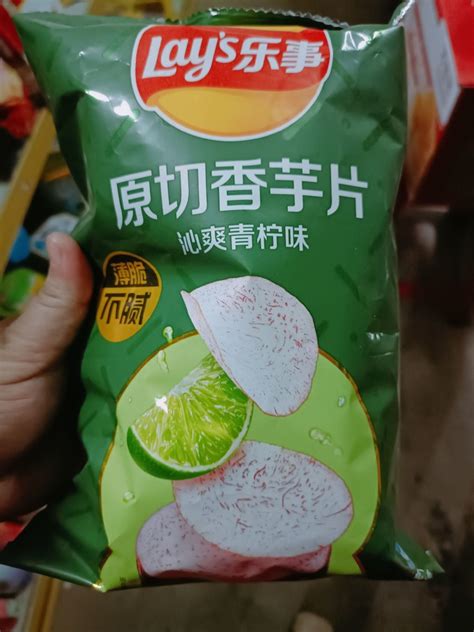 Lay's乐事
原切香芋片
沁爽青柠味
薄脆
不腻